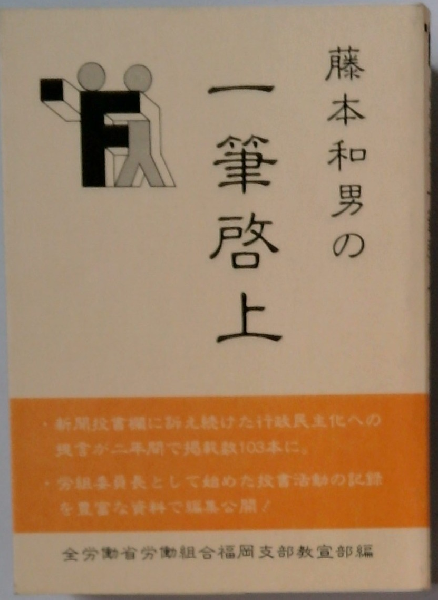 藤本和男の
一筆啓上
・新聞投書欄に訴え続けた行政民主化への
提言が二年間で掲載数103本に。
・労組委員長として始めた投書活動の記録
を豊富な資料で編集公開!
全労働省労働組合福岡支部教宣部編